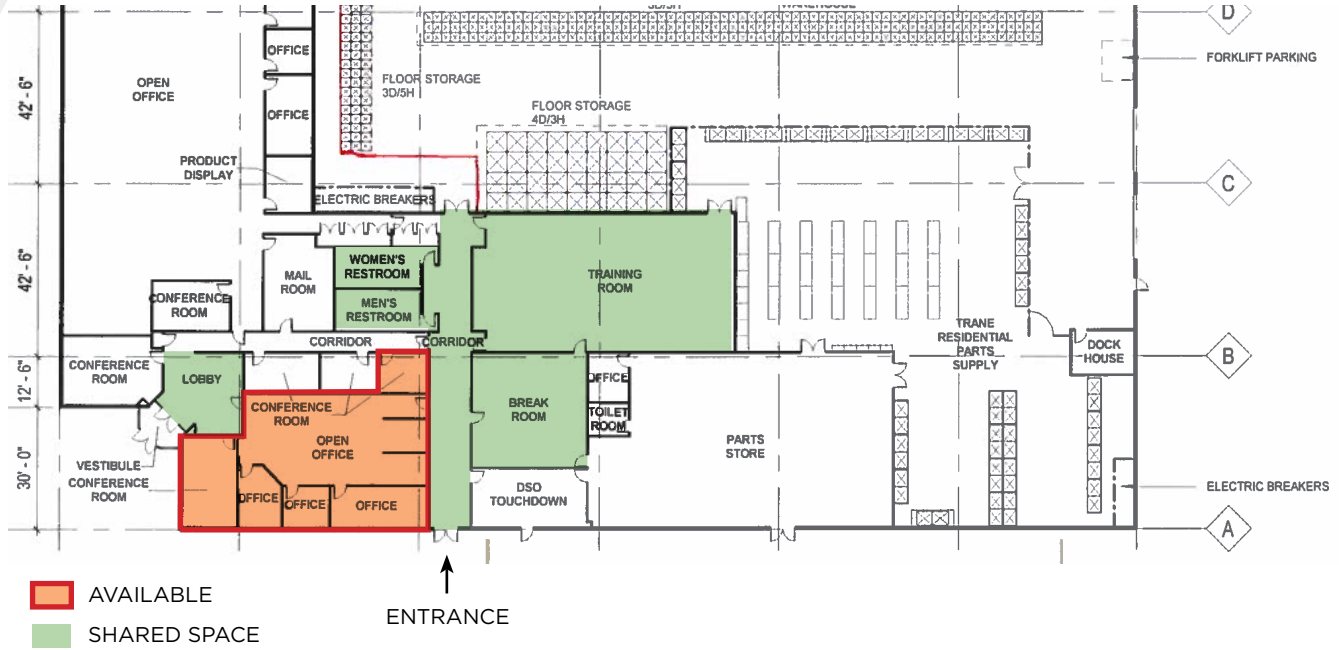 3D/3H
WAREHOUSE
D
OFFICE
FORKLIFT PARKING
OPEN
OFFICE
FLOOR STORAGE
3D/5H
42' - 6"
FLOOR STORAGE
4D/3H
OFFICE
PRODUCT
DISPLAY
C
ELECTRIC BREAKERS
WOMEN'S
RESTROOM
MAIL
ROOM
TRAINING
ROOM
42' - 6"
CONFERENCE
ROOM
MEN'S
RESTROOM
TRANE
RESIDENTIAL
PARTS
SUPPLY
CORRIDOR
CORRIDOR
DOCK
HOUSE
B
CONFERENCE
ROOM
LOBBY
OFFICE
12' - 6"
CONFERENCE
ROOM
BREAK
ROOM
TOILET
ROOM
OPEN
OFFICE
PARTS
STORE
30' - 0"
VESTIBULE
CONFERENCE
ROOM
DSO
TOUCHDOWN
ELECTRIC BREAKERS
OFFICE
OFFICE
OFFICE
A
AVAILABLE
ENTRANCE
SHARED SPACE